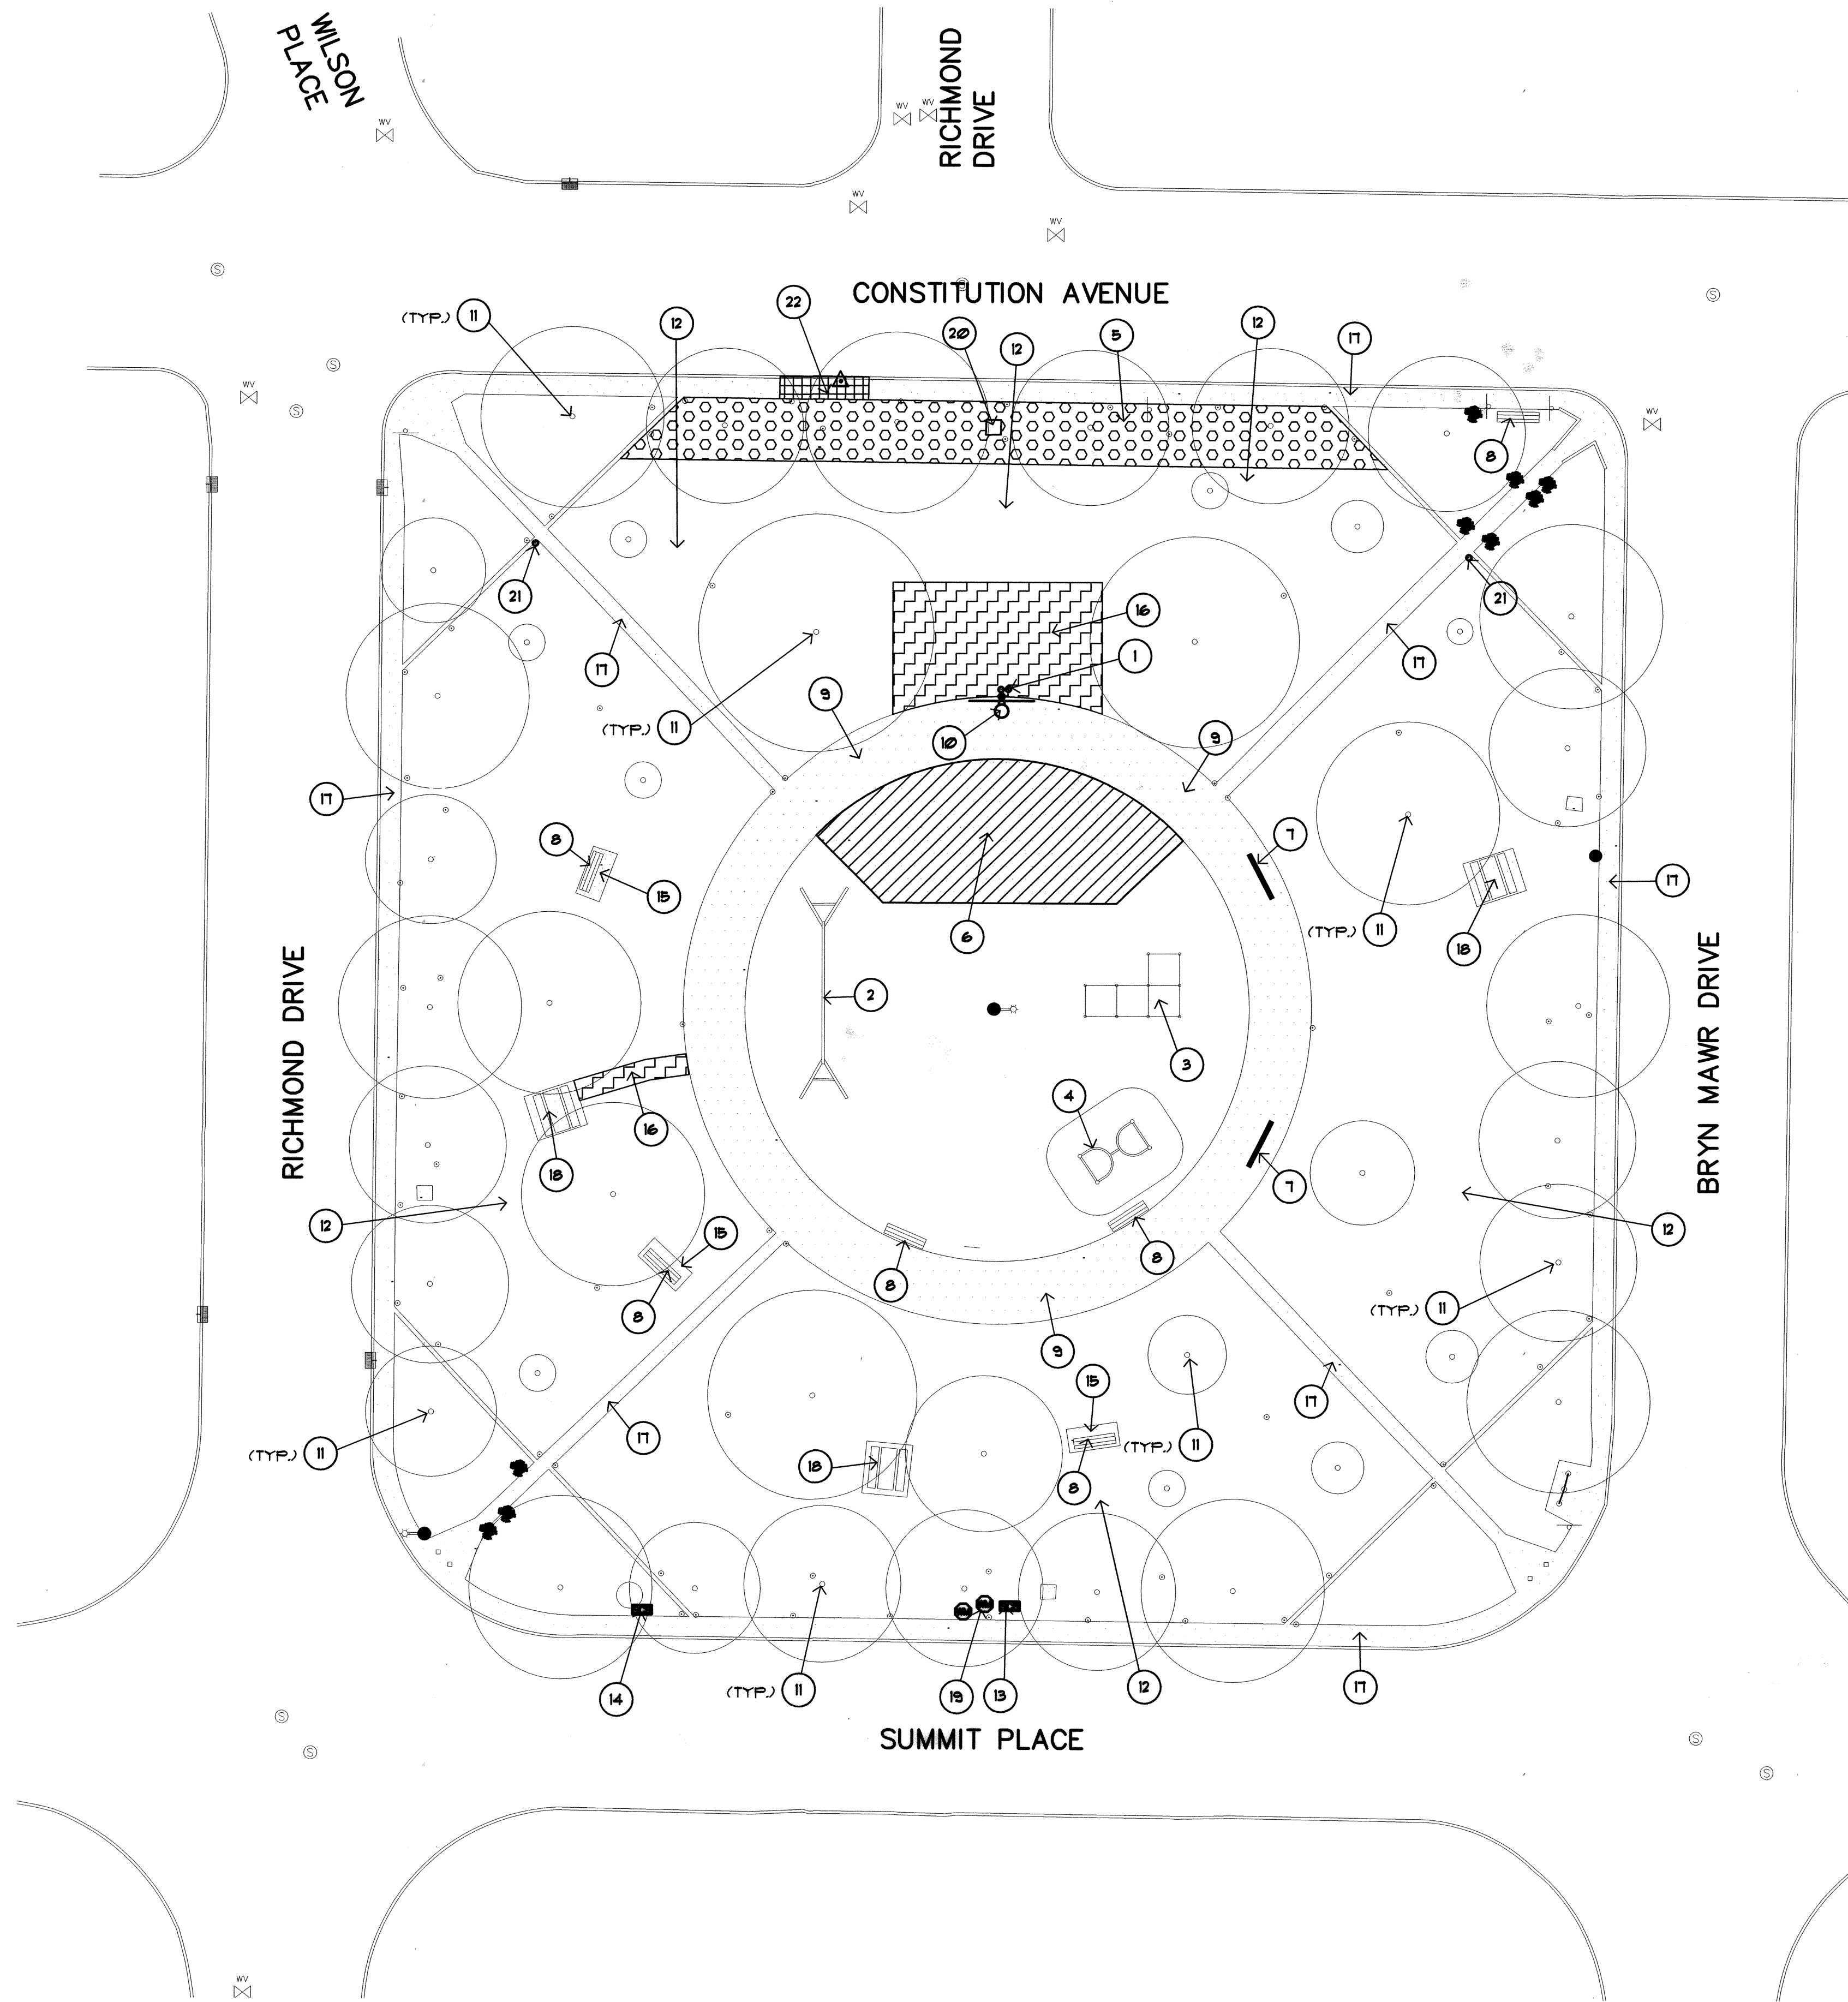 WILSON
PLACE
RICHMOND
DRIVE
WV
WV
WV
WV
WV
S
S
CONSTITUTION AVENUE
22
(TYP.) 11
12
20
12
5
12
17
S
S
WV
WV
8
21
21
16
17
17
1
9
(TYP.) 11
10
9
17
8
15
7
6
(TYP.) 11
18
17
RICHMOND DRIVE
BRYN MAWR DRIVE
2
3
4
16
18
7
12
15
8
8
8
12
(TYP.) 11
9
15
17
17
(TYP.) 11
18
8
(TYP.) 11
14
(TYP.) 11
19
13
12
17
SUMMIT PLACE
S
S
S
S
WV